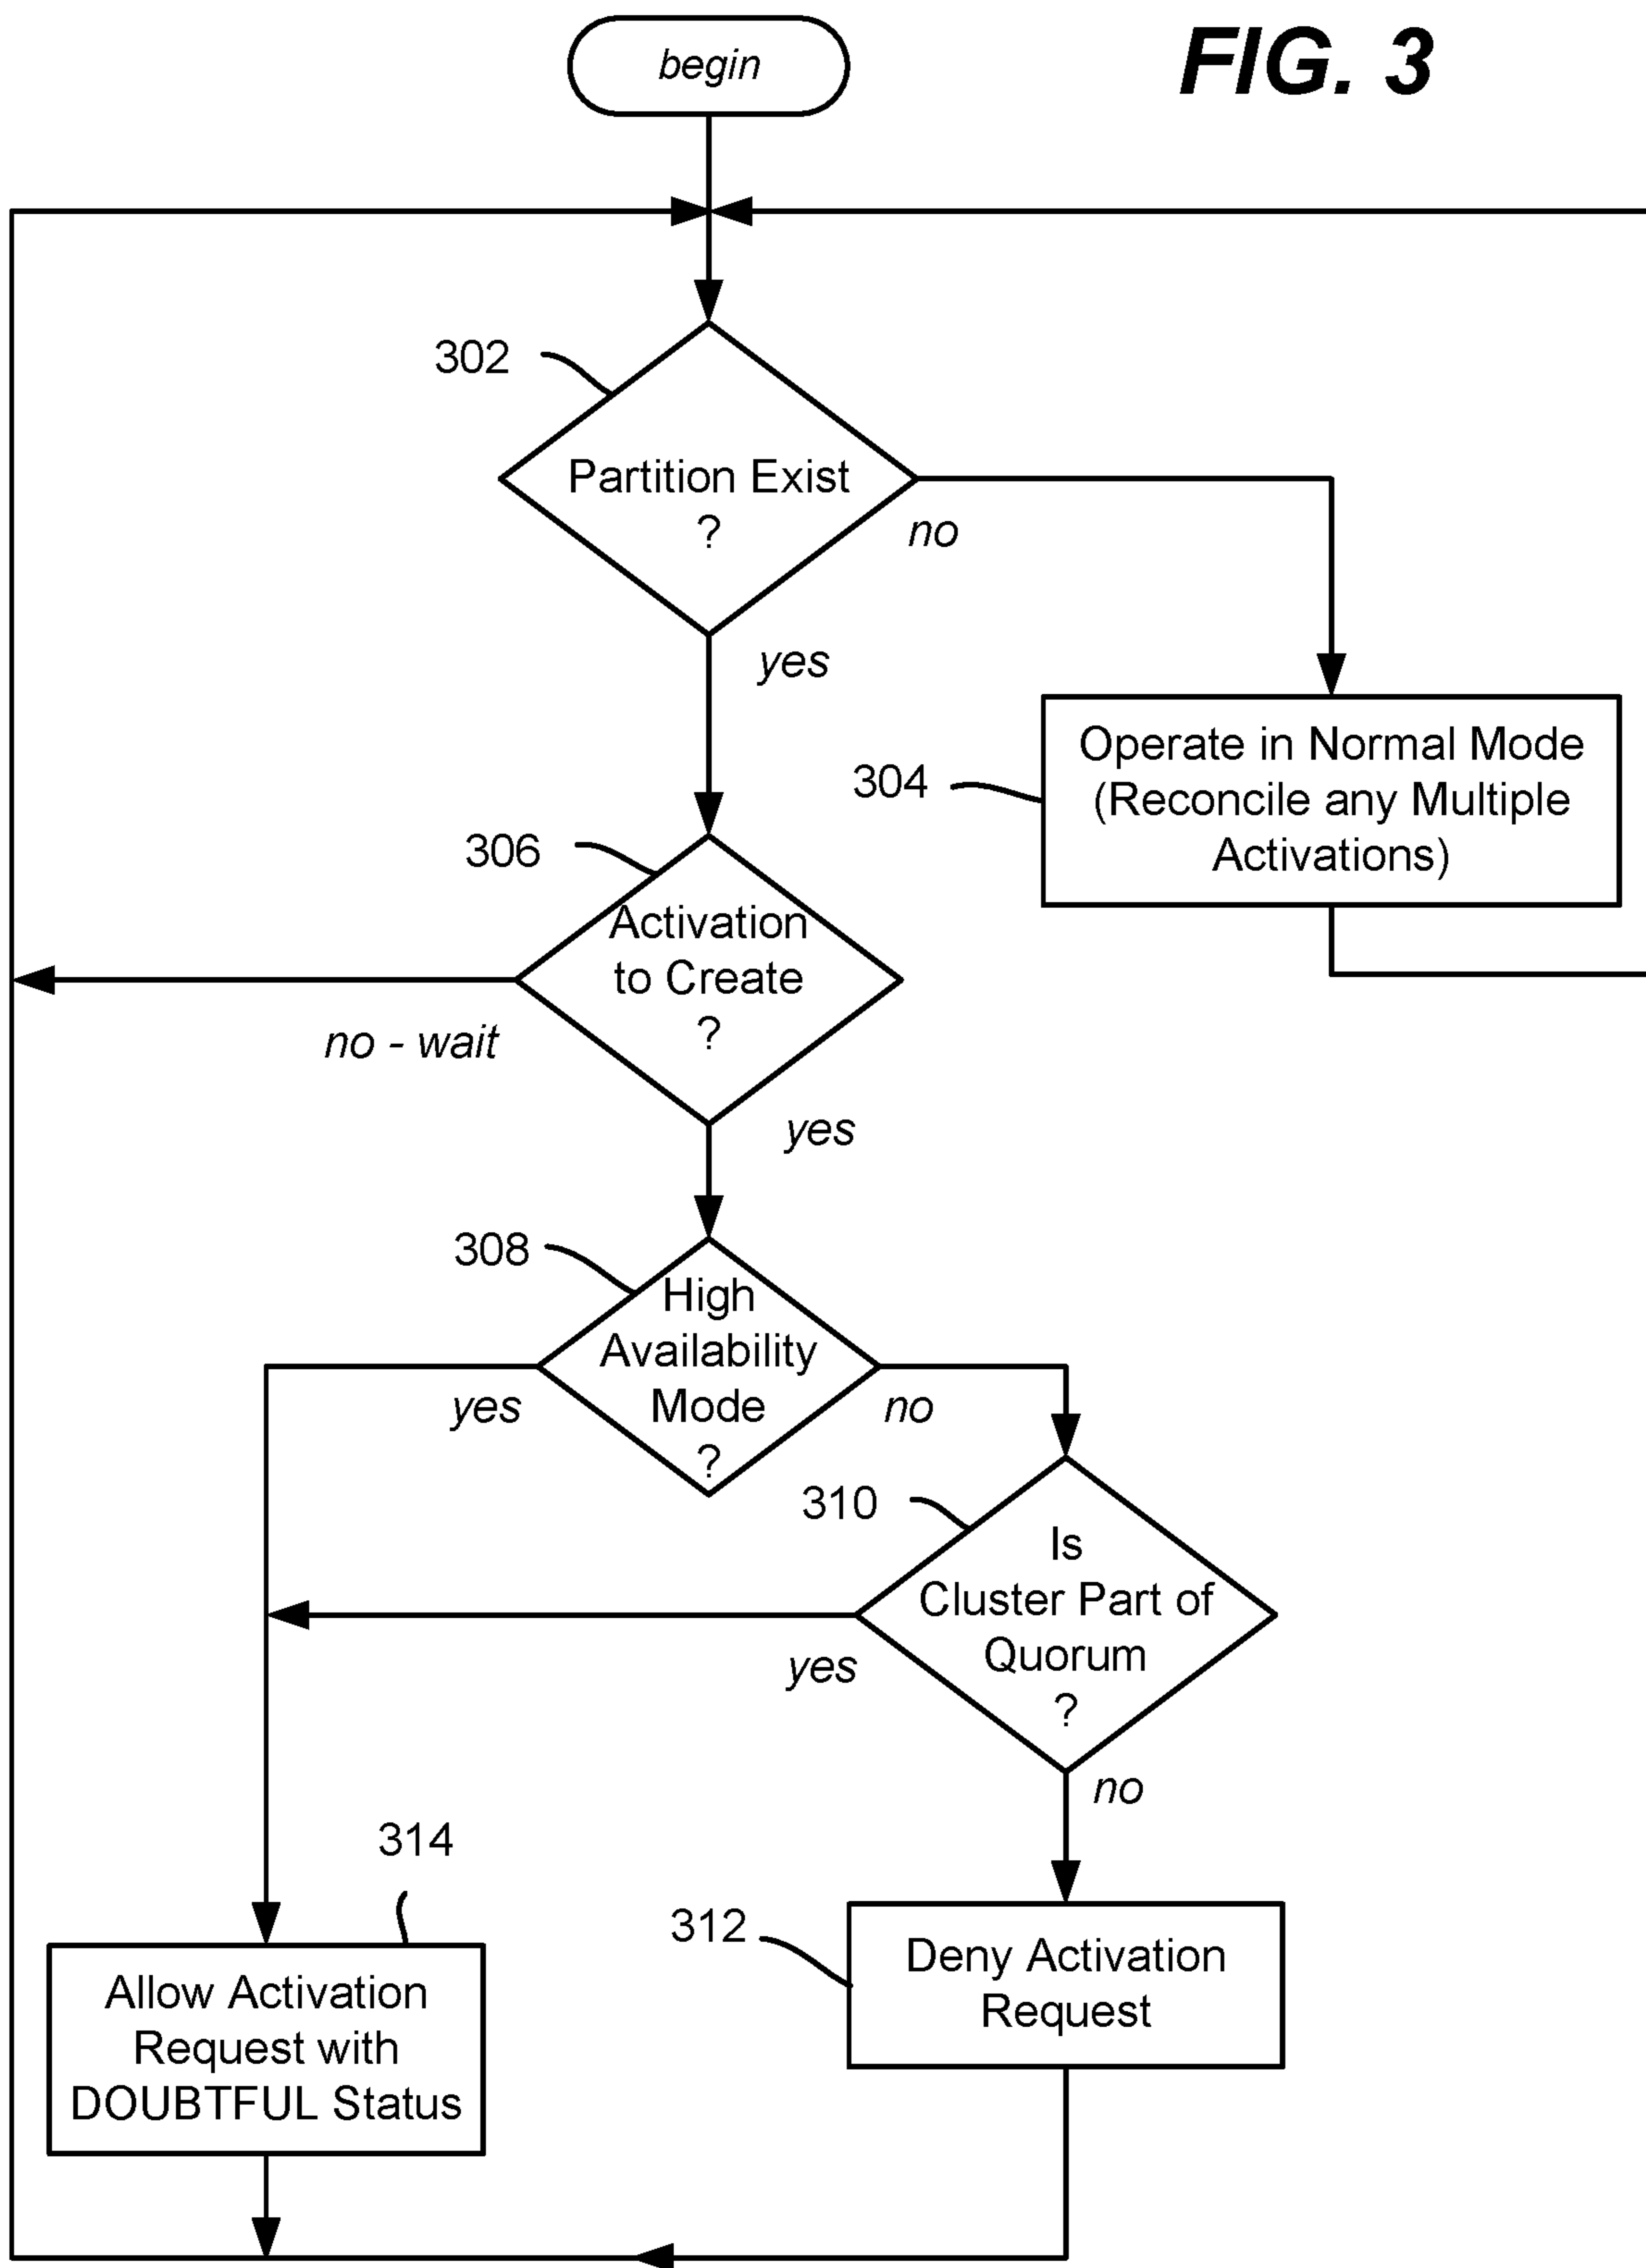 begin
FIG. 3
302
Partition Exist
?
no
yes
304
Operate in Normal Mode
(Reconcile any Multiple
Activations)
306
Activation
to Create
?
no - wait
yes
308
High
Availability
Mode
?
yes
no
310
Is
Cluster Part of
Quorum
?
yes
no
314
Allow Activation
Request with
DOUBTFUL Status
312
Deny Activation
Request